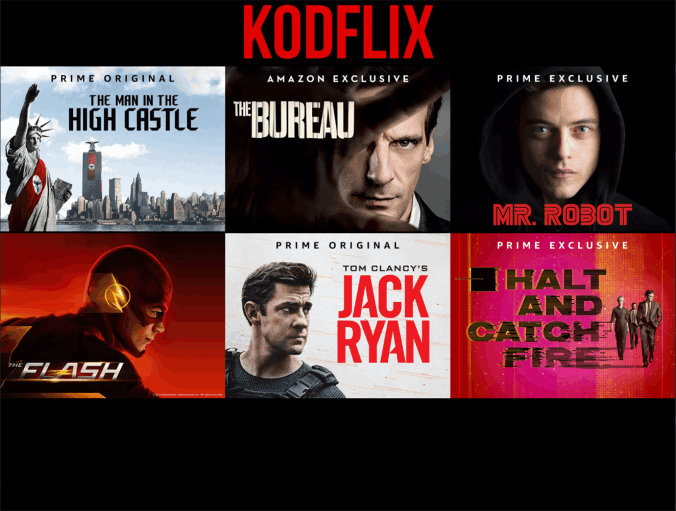 KODFLIX
PRIME ORIGINAL
THE MAN IN THE
HIGH CASTLE
AMAZON EXCLUSIVE
THE BUREAU
PRIME EXCLUSIVE
MR. ROBOT
THE FLASH
PRIME ORIGINAL
TOM CLANCY'S
JACK
RYAN
PRIME EXCLUSIVE
HALT
AND
CATCH
FIRE